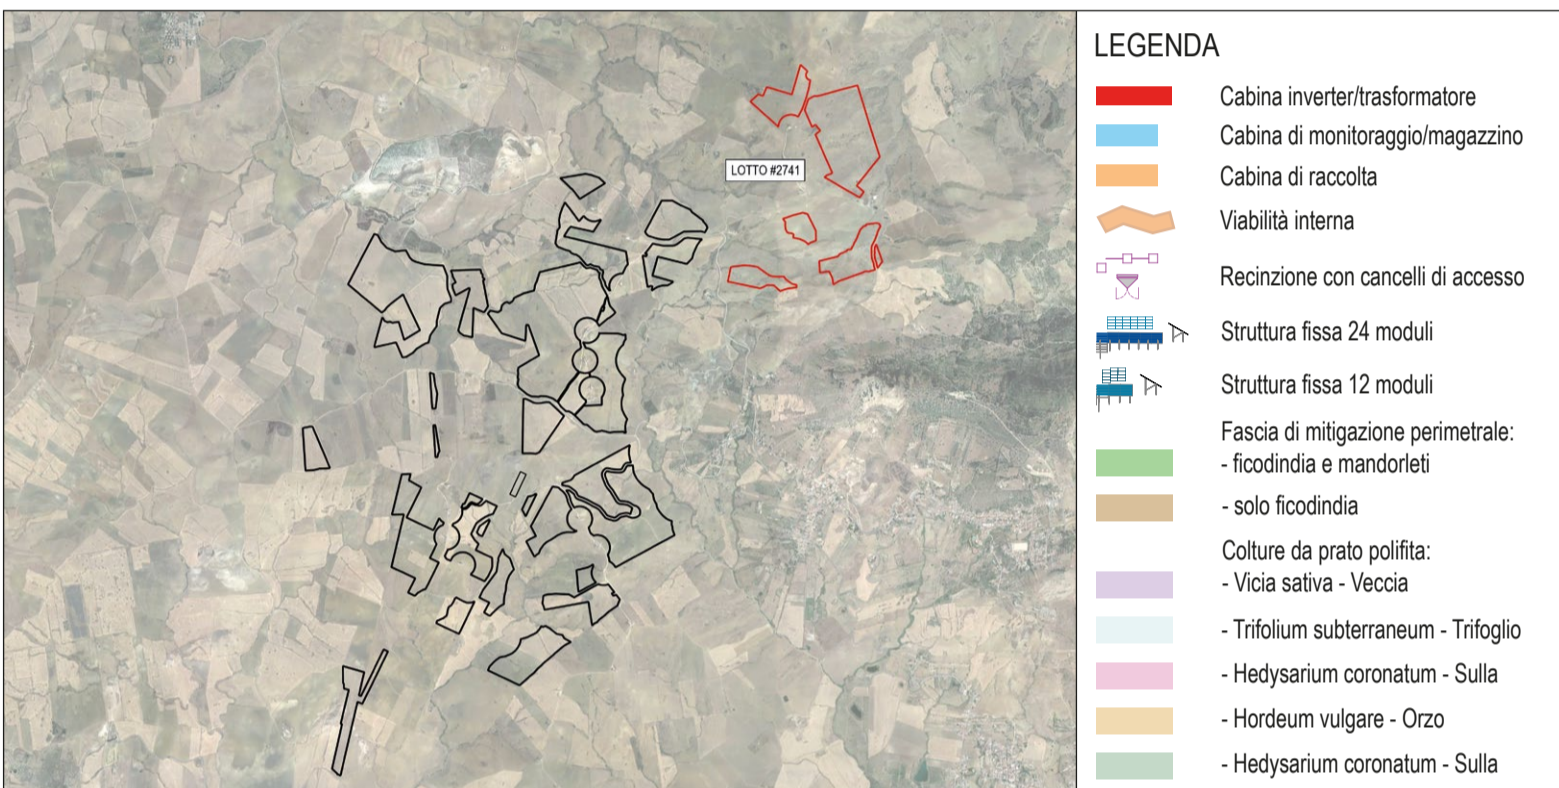 LOTTO #2741
LEGENDA
Cabina inverter/trasformatore
Cabina di monitoraggio/magazzino
Cabina di raccolta
Viabilità interna
Recinzione con cancelli di accesso
Struttura fissa 24 moduli
Struttura fissa 12 moduli
Fascia di mitigazione perimetrale:
- ficodindia e mandorleti
- solo ficodindia
Colture da prato polifita:
- Vicia sativa - Veccia
- Trifolium subterraneum - Trifoglio
- Hedysarium coronatum - Sulla
- Hordeum vulgare - Orzo
- Hedysarium coronatum - Sulla